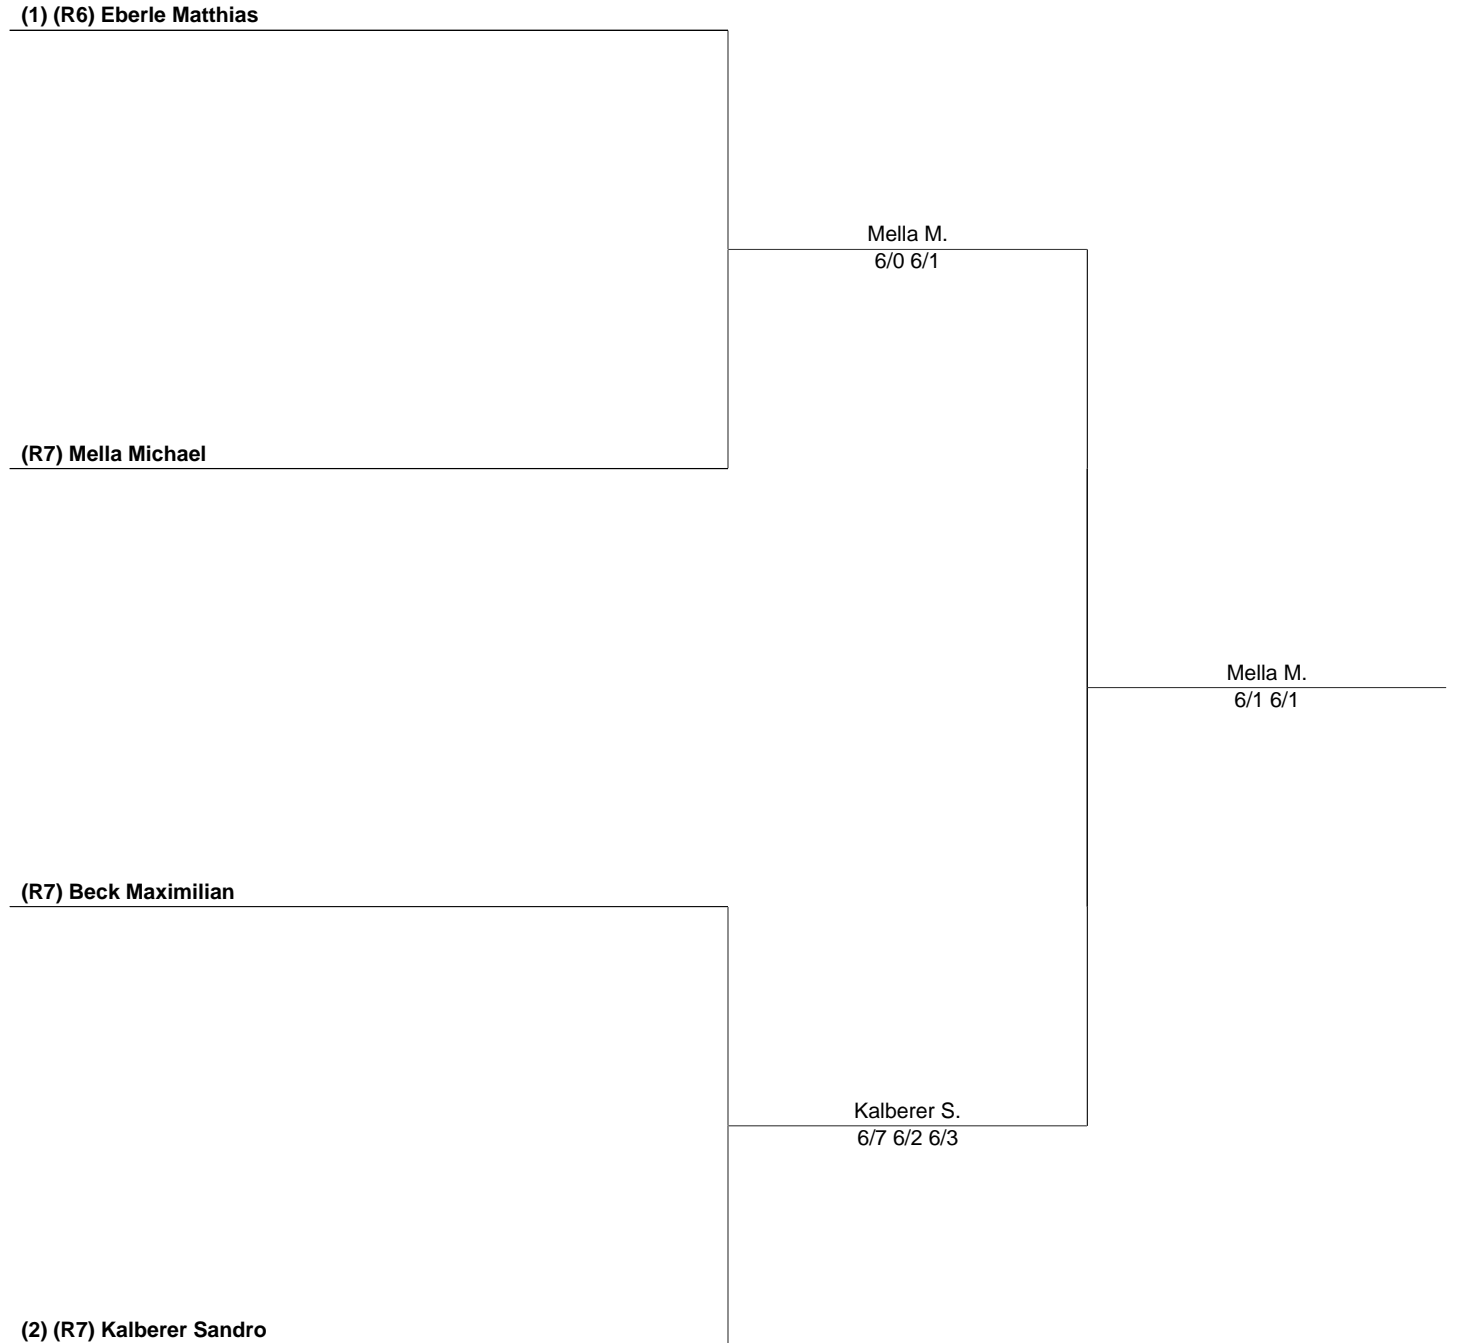 (1) (R6) Eberle Matthias
Mella M.
6/0 6/1
(R7) Mella Michael
Mella M.
6/1 6/1
(R7) Beck Maximilian
Kalberer S.
6/7 6/2 6/3
(2) (R7) Kalberer Sandro